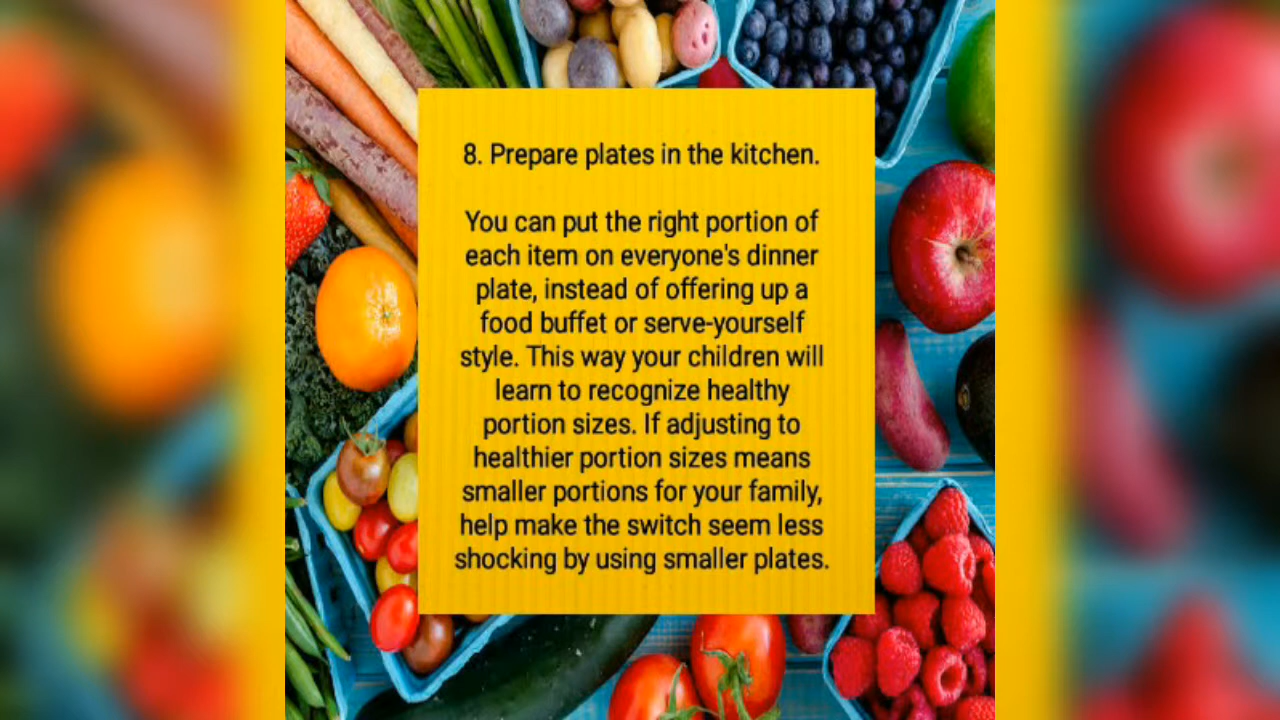 8. Prepare plates in the kitchen.
You can put the right portion of
each item on everyone's dinner
plate, instead of offering up a
food buffet or serve-yourself
style. This way your children will
learn to recognize healthy
portion sizes. If adjusting to
healthier portion sizes means
smaller portions for your family,
help make the switch seem less
shocking by using smaller plates.